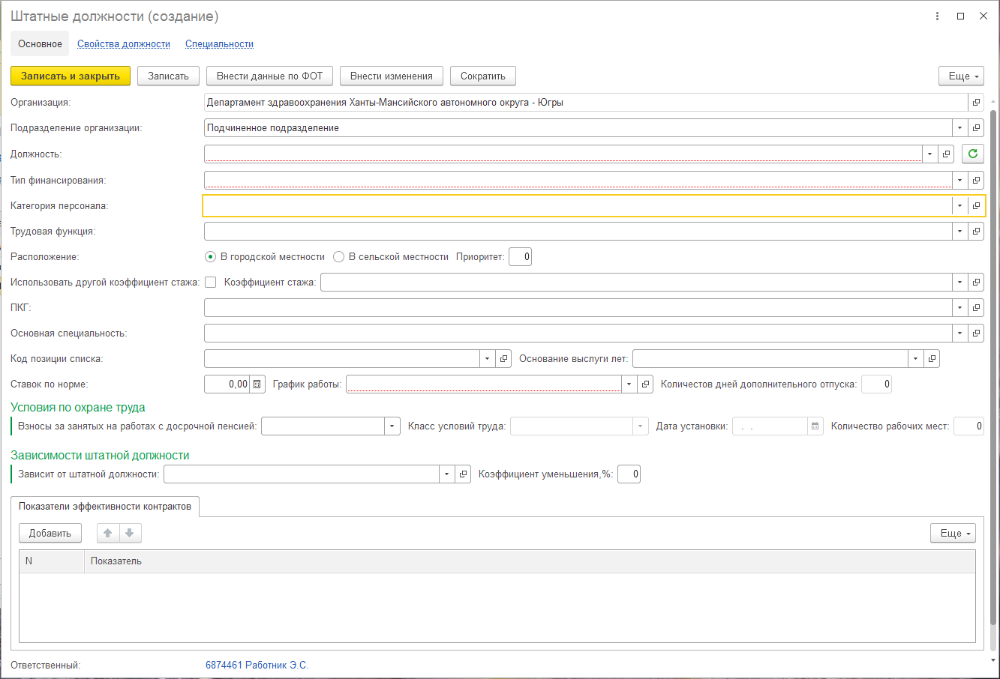 Штатные должности (создание)
Основное Свойства должности Специальности
Записать и закрыть Записать Внести данные по ФОТ Внести изменения Сократить Еще
Организация: Департамент здравоохранения Ханты-Мансийского автономного округа - Югры
Подразделение организации: Подчиненное подразделение
Должность:
Тип финансирования:
Категория персонала:
Трудовая функция:
Расположение: В городской местности В сельской местности Приоритет: 0
Использовать другой коэффициент стажа: Коэффициент стажа:
ПКГ:
Основная специальность:
Код позиции списка: Основание выслуги лет:
Ставок по норме: 0,00 График работы: Количестов дней дополнительного отпуска: 0
Условия по охране труда
Взносы за занятых на работах с досрочной пенсией: Класс условий труда: Дата установки: . . Количество рабочих мест: 0
Зависимости штатной должности
Зависит от штатной должности: Коэффициент уменьшения,%: 0
Показатели эффективности контрактов
Добавить Еще
N Показатель
Ответственный: 6874461 Работник Э.С.